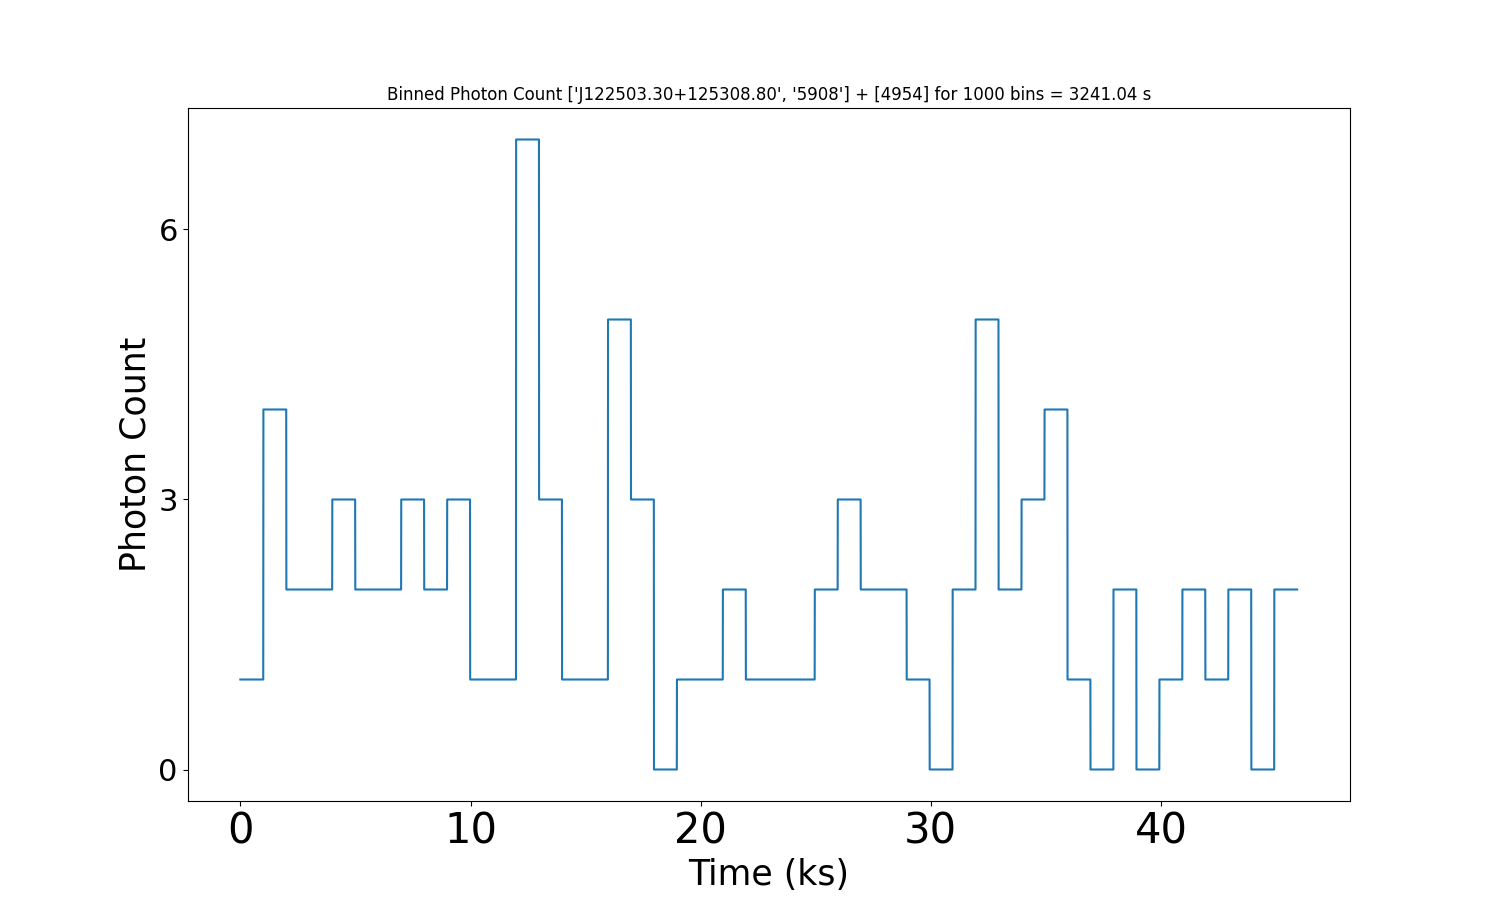 Binned Photon Count ['J122503.30+125308.80', '5908'] + [4954] for 1000 bins = 3241.04 s
Photon Count
6
3
0
0 10 20 30 40
Time (ks)